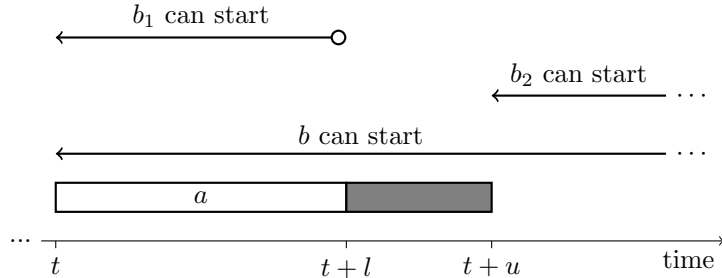 b₁ can start
b₂ can start
···
b can start
···
a
...
t
t + l
t + u
time